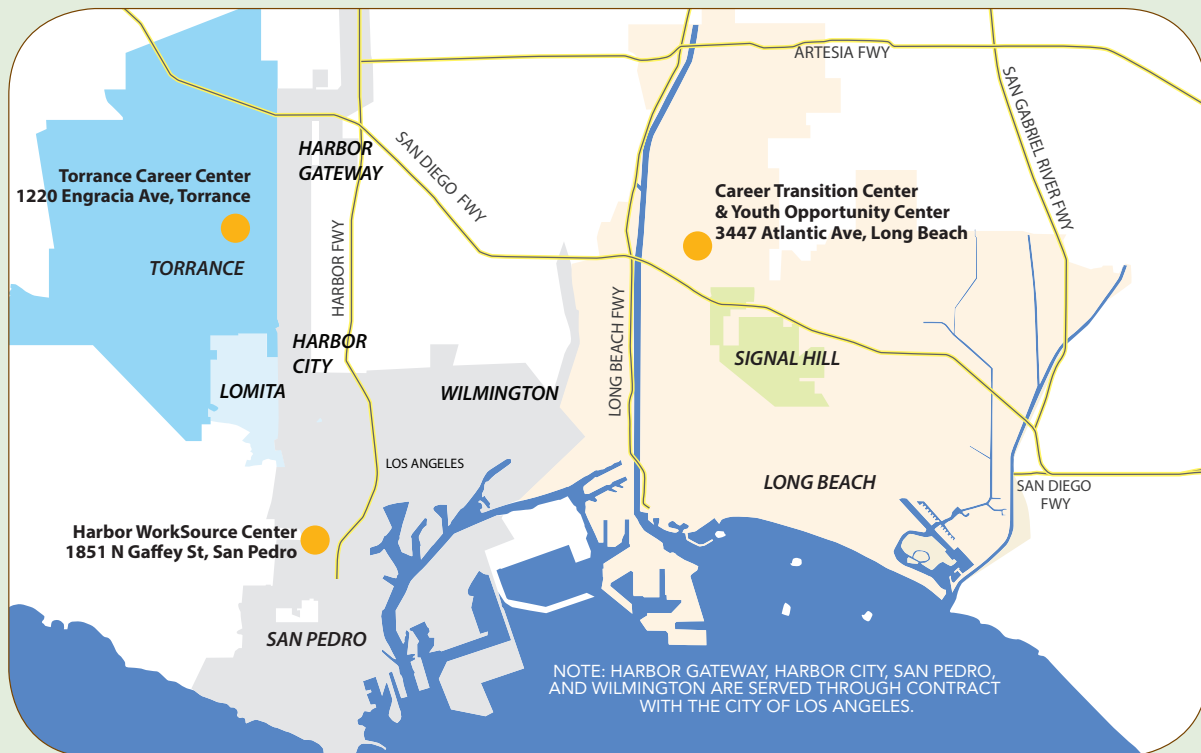 ARTESIA FWY
SAN GABRIEL RIVER FWY
HARBOR
GATEWAY
SAN DIEGO FWY
Torrance Career Center
1220 Engracia Ave, Torrance
Career Transition Center
& Youth Opportunity Center
3447 Atlantic Ave, Long Beach
TORRANCE
HARBOR FWY
HARBOR
CITY
LONG BEACH FWY
SIGNAL HILL
LOMITA
WILMINGTON
LOS ANGELES
LONG BEACH
SAN DIEGO
FWY
Harbor WorkSource Center
1851 N Gaffey St, San Pedro
SAN PEDRO
NOTE: HARBOR GATEWAY, HARBOR CITY, SAN PEDRO,
AND WILMINGTON ARE SERVED THROUGH CONTRACT
WITH THE CITY OF LOS ANGELES.